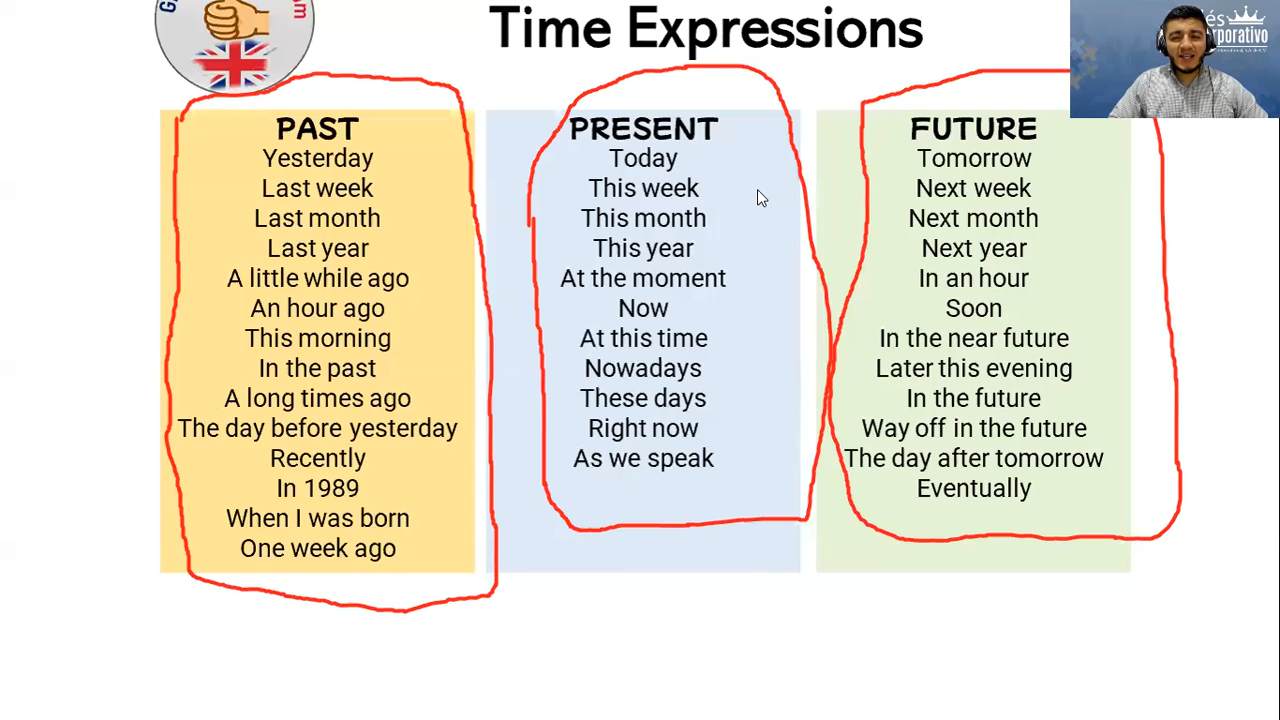 Time Expressions
PAST
Yesterday
Last week
Last month
Last year
A little while ago
An hour ago
This morning
In the past
A long times ago
The day before yesterday
Recently
In 1989
When I was born
One week ago
PRESENT
Today
This week
This month
This year
At the moment
Now
At this time
Nowadays
These days
Right now
As we speak
FUTURE
Tomorrow
Next week
Next month
Next year
In an hour
Soon
In the near future
Later this evening
In the future
Way off in the future
The day after tomorrow
Eventually